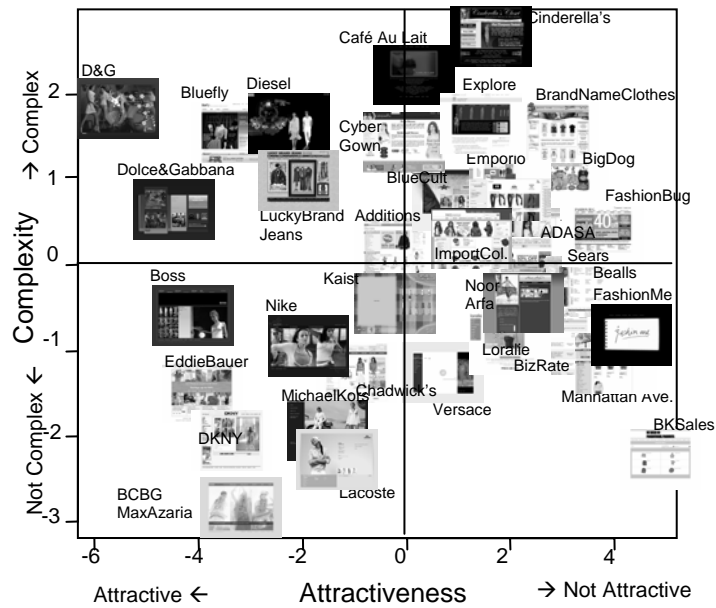 Cinderella's
Café Au Lait
D&G
Bluefly
Diesel
Explore
BrandNameClothes
Cyber
Gown
Emporio
BigDog
Dolce&Gabbana
BlueCult
FashionBug
LuckyBrand
Jeans
Additions
40
ADASA
ImportCol.
Sears
Boss
Kaist
Noor
Arfa
Bealls
FashionMe
Nike
fashion me
Loralie
BizRate
EddieBauer
MichaelKors
Chadwick's
Versace
Manhattan Ave.
DKNY
BKSales
BCBG
MaxAzaria
Lacoste
→ Complex
Complexity
Not Complex ←
2
1
0
-1
-2
-3
-6
-4
-2
0
2
4
Attractive ←
Attractiveness
→ Not Attractive